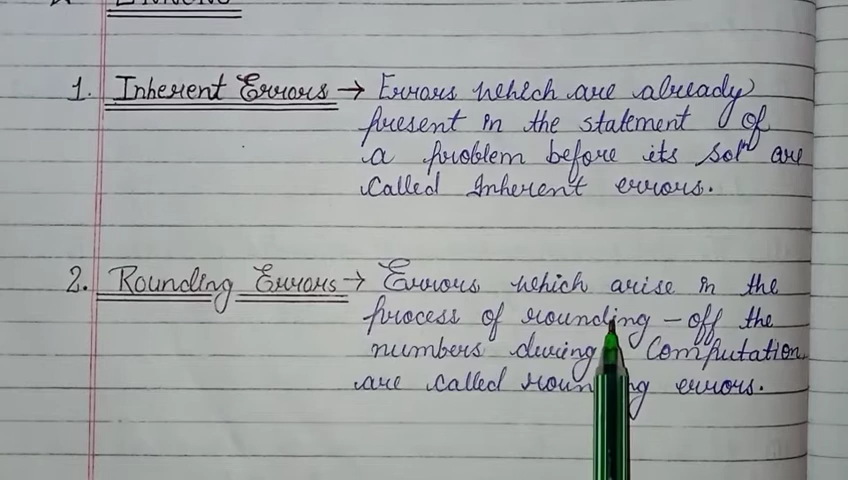 1. Inherent Errors → Errors which are already
present in the statement of
a problem before its solⁿ are
called Inherent errors.
2. Rounding Errors → Errors which arise in the
process of rounding-off the
numbers during Computation
are called errors.